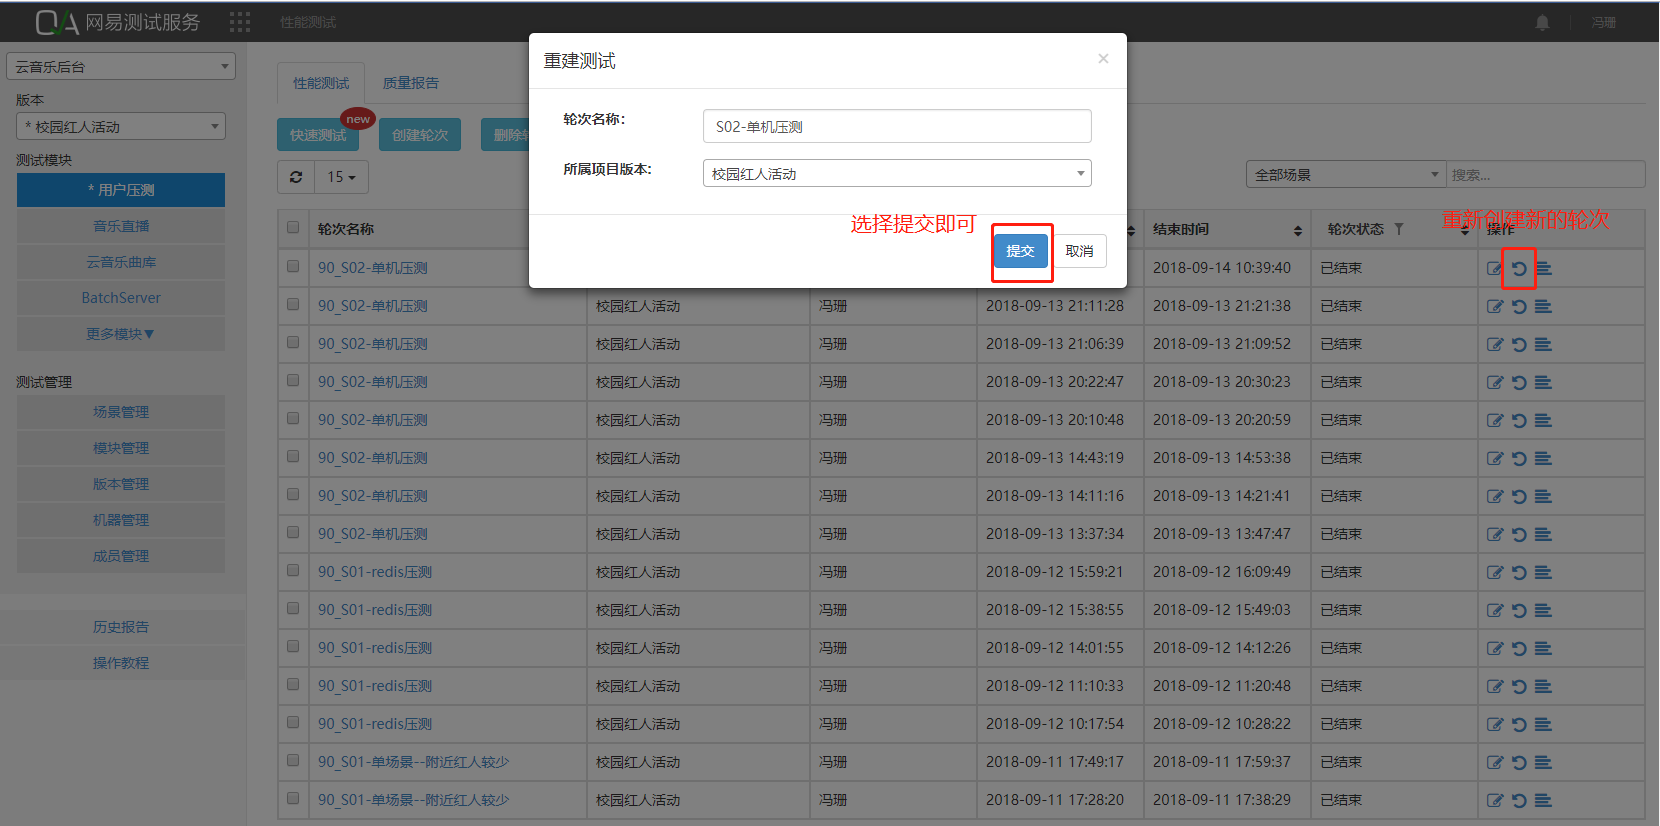 QA 网易测试服务
性能测试
冯珊
云音乐后台
版本
* 校园红人活动
测试模块
* 用户压测
音乐直播
云音乐曲库
BatchServer
更多模块▼
测试管理
场景管理
模块管理
版本管理
机器管理
成员管理
历史报告
操作教程
性能测试 质量报告
快速测试 new 创建轮次
15
全部场景 搜索...
重建测试 ×
轮次名称: S02-单机压测
所属项目版本: 校园红人活动
选择提交即可
提交 取消
重新创建新的轮次
轮次名称 结束时间 轮次状态 操作
90_S02-单机压测 2018-09-14 10:39:40 已结束
90_S02-单机压测 校园红人活动 冯珊 2018-09-13 21:11:28 2018-09-13 21:21:38 已结束
90_S02-单机压测 校园红人活动 冯珊 2018-09-13 21:06:39 2018-09-13 21:09:52 已结束
90_S02-单机压测 校园红人活动 冯珊 2018-09-13 20:22:47 2018-09-13 20:30:23 已结束
90_S02-单机压测 校园红人活动 冯珊 2018-09-13 20:10:48 2018-09-13 20:20:59 已结束
90_S02-单机压测 校园红人活动 冯珊 2018-09-13 14:43:19 2018-09-13 14:53:38 已结束
90_S02-单机压测 校园红人活动 冯珊 2018-09-13 14:11:16 2018-09-13 14:21:41 已结束
90_S02-单机压测 校园红人活动 冯珊 2018-09-13 13:37:34 2018-09-13 13:47:47 已结束
90_S01-redis压测 校园红人活动 冯珊 2018-09-12 15:59:21 2018-09-12 16:09:49 已结束
90_S01-redis压测 校园红人活动 冯珊 2018-09-12 15:38:55 2018-09-12 15:49:03 已结束
90_S01-redis压测 校园红人活动 冯珊 2018-09-12 14:01:55 2018-09-12 14:12:26 已结束
90_S01-redis压测 校园红人活动 冯珊 2018-09-12 11:10:33 2018-09-12 11:20:48 已结束
90_S01-redis压测 校园红人活动 冯珊 2018-09-12 10:17:54 2018-09-12 10:28:22 已结束
90_S01-单场景--附近红人较少 校园红人活动 冯珊 2018-09-11 17:49:17 2018-09-11 17:59:37 已结束
90_S01-单场景--附近红人较少 校园红人活动 冯珊 2018-09-11 17:28:20 2018-09-11 17:38:29 已结束